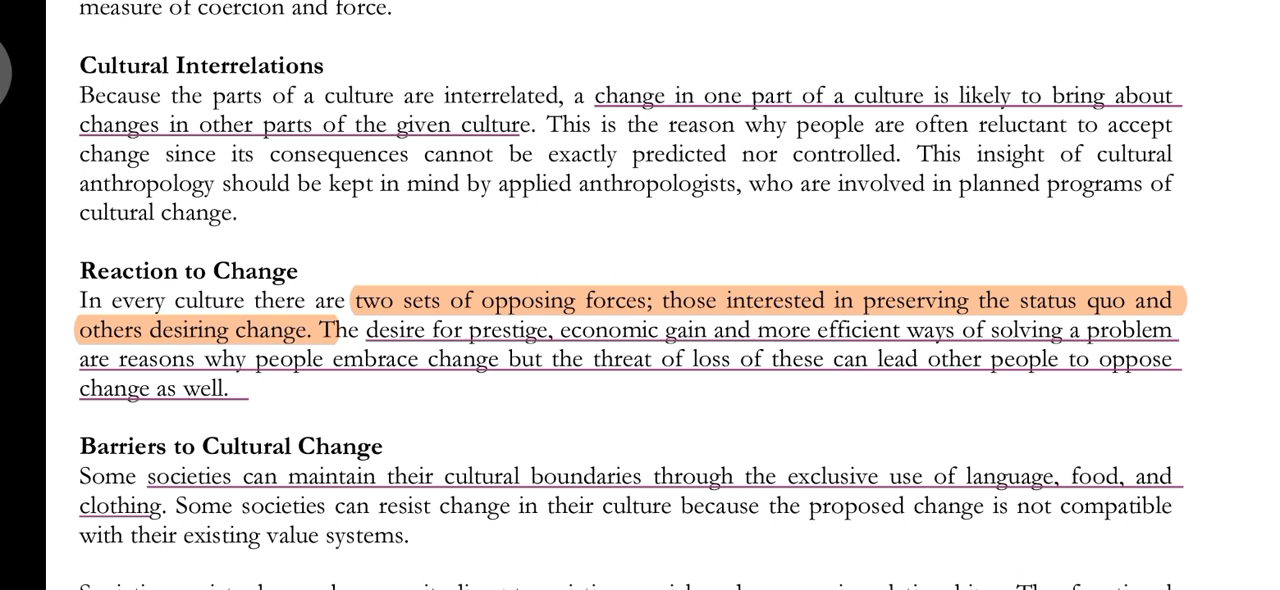 measure of coercion and force.
Cultural Interrelations
Because the parts of a culture are interrelated, a change in one part of a culture is likely to bring about
changes in other parts of the given culture. This is the reason why people are often reluctant to accept
change since its consequences cannot be exactly predicted nor controlled. This insight of cultural
anthropology should be kept in mind by applied anthropologists, who are involved in planned programs of
cultural change.
Reaction to Change
In every culture there are two sets of opposing forces; those interested in preserving the status quo and
others desiring change. The desire for prestige, economic gain and more efficient ways of solving a problem
are reasons why people embrace change but the threat of loss of these can lead other people to oppose
change as well.
Barriers to Cultural Change
Some societies can maintain their cultural boundaries through the exclusive use of language, food, and
clothing. Some societies can resist change in their culture because the proposed change is not compatible
with their existing value systems.